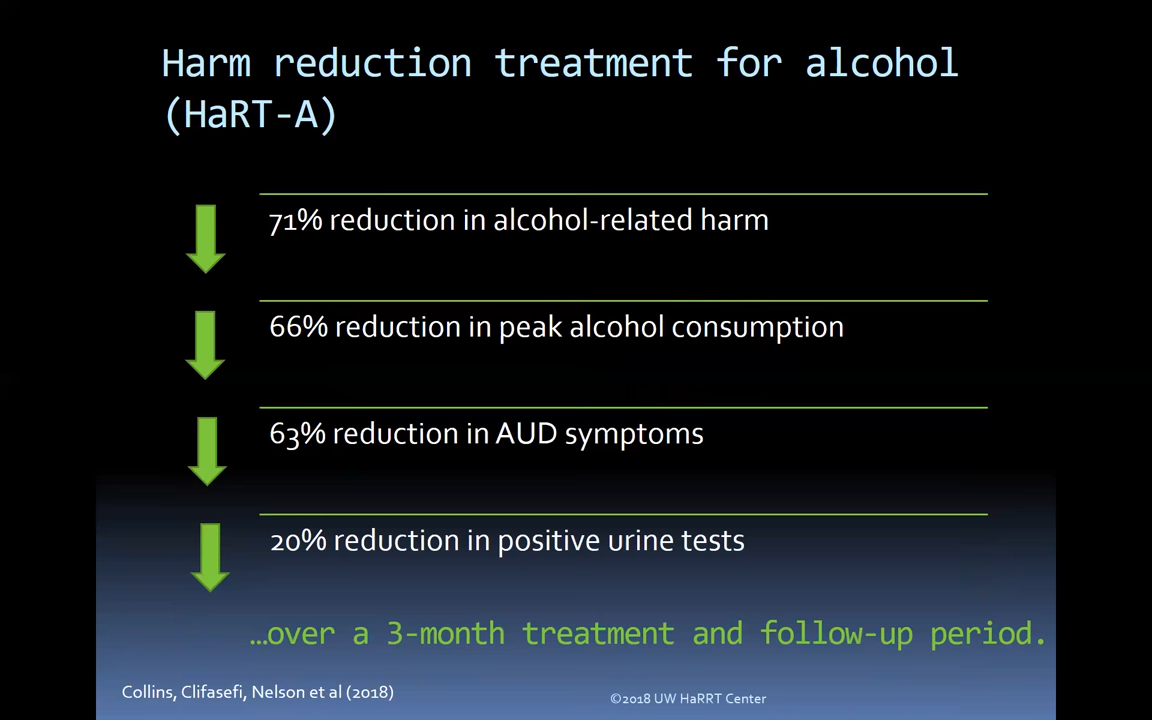 Harm reduction treatment for alcohol
(HaRT-A)
71% reduction in alcohol-related harm
66% reduction in peak alcohol consumption
63% reduction in AUD symptoms
20% reduction in positive urine tests
…over a 3-month treatment and follow-up period.
Collins, Clifasefi, Nelson et al (2018)
©2018 UW HaRRT Center